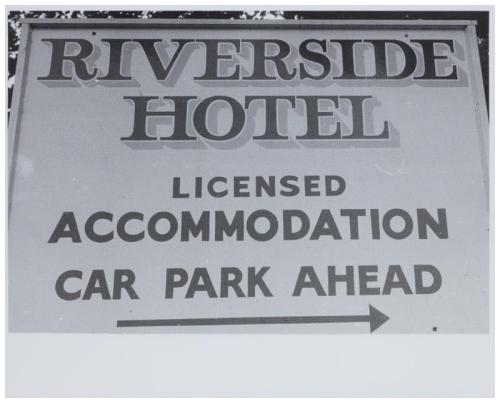 RIVERSIDE
HOTEL
LICENSED
ACCOMMODATION
CAR PARK AHEAD